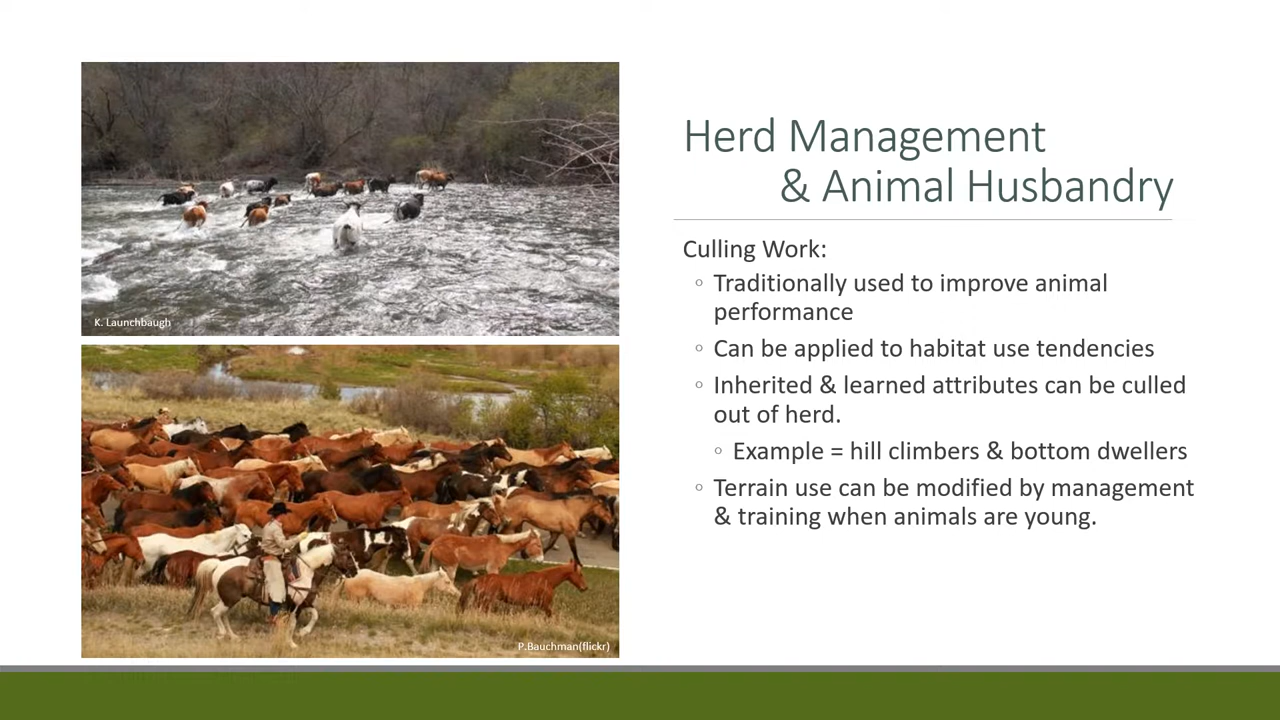 Herd Management
& Animal Husbandry
Culling Work:
◦ Traditionally used to improve animal
performance
◦ Can be applied to habitat use tendencies
◦ Inherited & learned attributes can be culled
out of herd.
◦ Example = hill climbers & bottom dwellers
◦ Terrain use can be modified by management
& training when animals are young.
K. Launchbaugh
P.Bauchman(flickr)